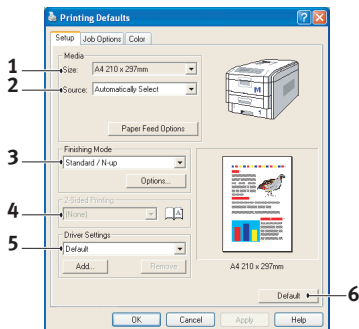 Printing Defaults
Setup Job Options Color
Media
1 Size: A4 210 x 297mm
2 Source: Automatically Select
M
1
Paper Feed Options
Finishing Mode
3 Standard / N-up
Options...
2-Sided Printing
4 (None) A
Driver Settings
5 Default
Add... Remove
A4 210 x 297mm
Default 6
OK Cancel Apply Help